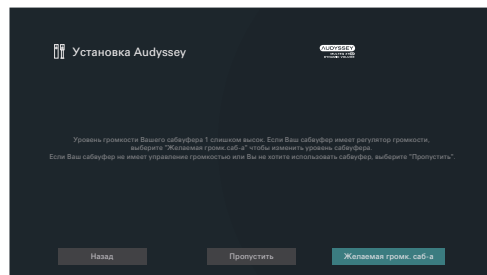 Установка Audyssey
AUDYSSEY
DYNAMIC VOLUME
Уровень громкости Вашего сабвуфера 1 слишком высок. Если Ваш сабвуфер имеет регулятор громкости,
выберите "Желаемая громк.саб-а" чтобы изменить уровень сабвуфера.
Если Ваш сабвуфер не имеет управление громкостью или Вы не хотите использовать сабвуфер, выберите "Пропустить".
Назад
Пропустить
Желаемая громк. саб-а